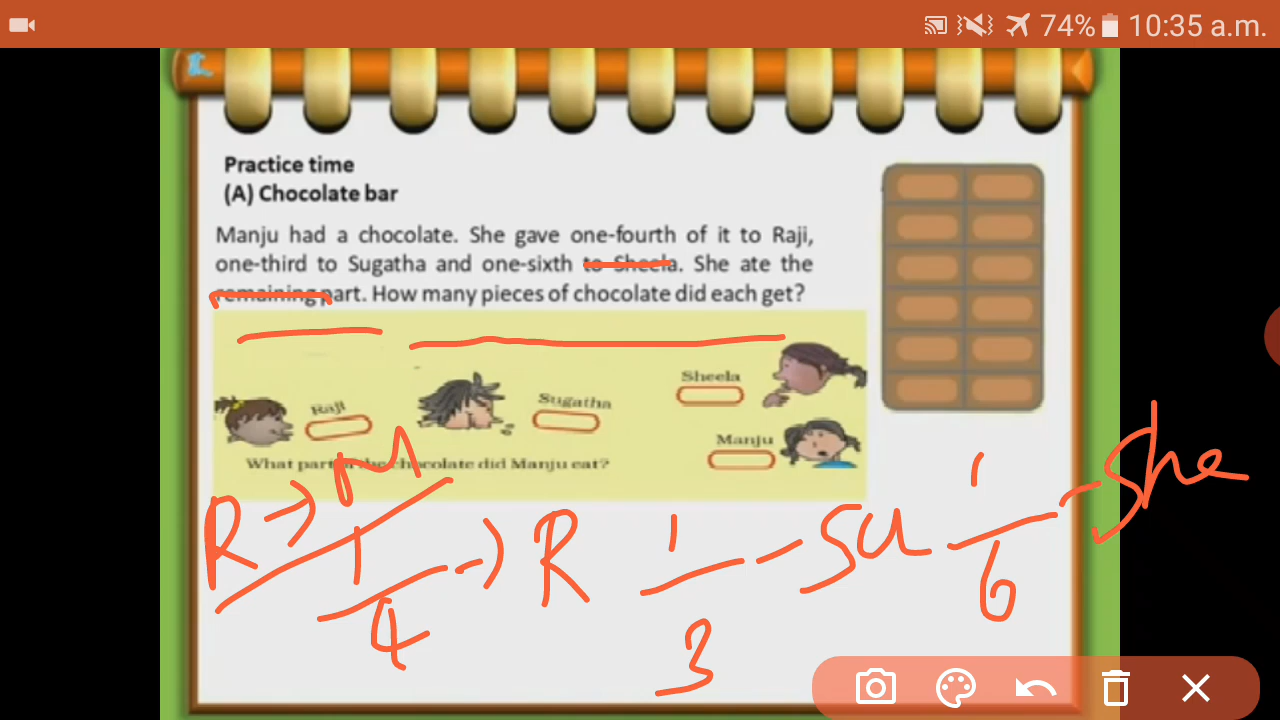 74% 10:35 a.m.
Practice time
(A) Chocolate bar
Manju had a chocolate. She gave one-fourth of it to Raji,
one-third to Sugatha and one-sixth to Sheela. She ate the
remaining part. How many pieces of chocolate did each get?
Sheela
Raji
Sugatha
Manju
What part of the chocolate did Manju eat?
R → M
1/4 → R 1/3 - Su 1/6 - She